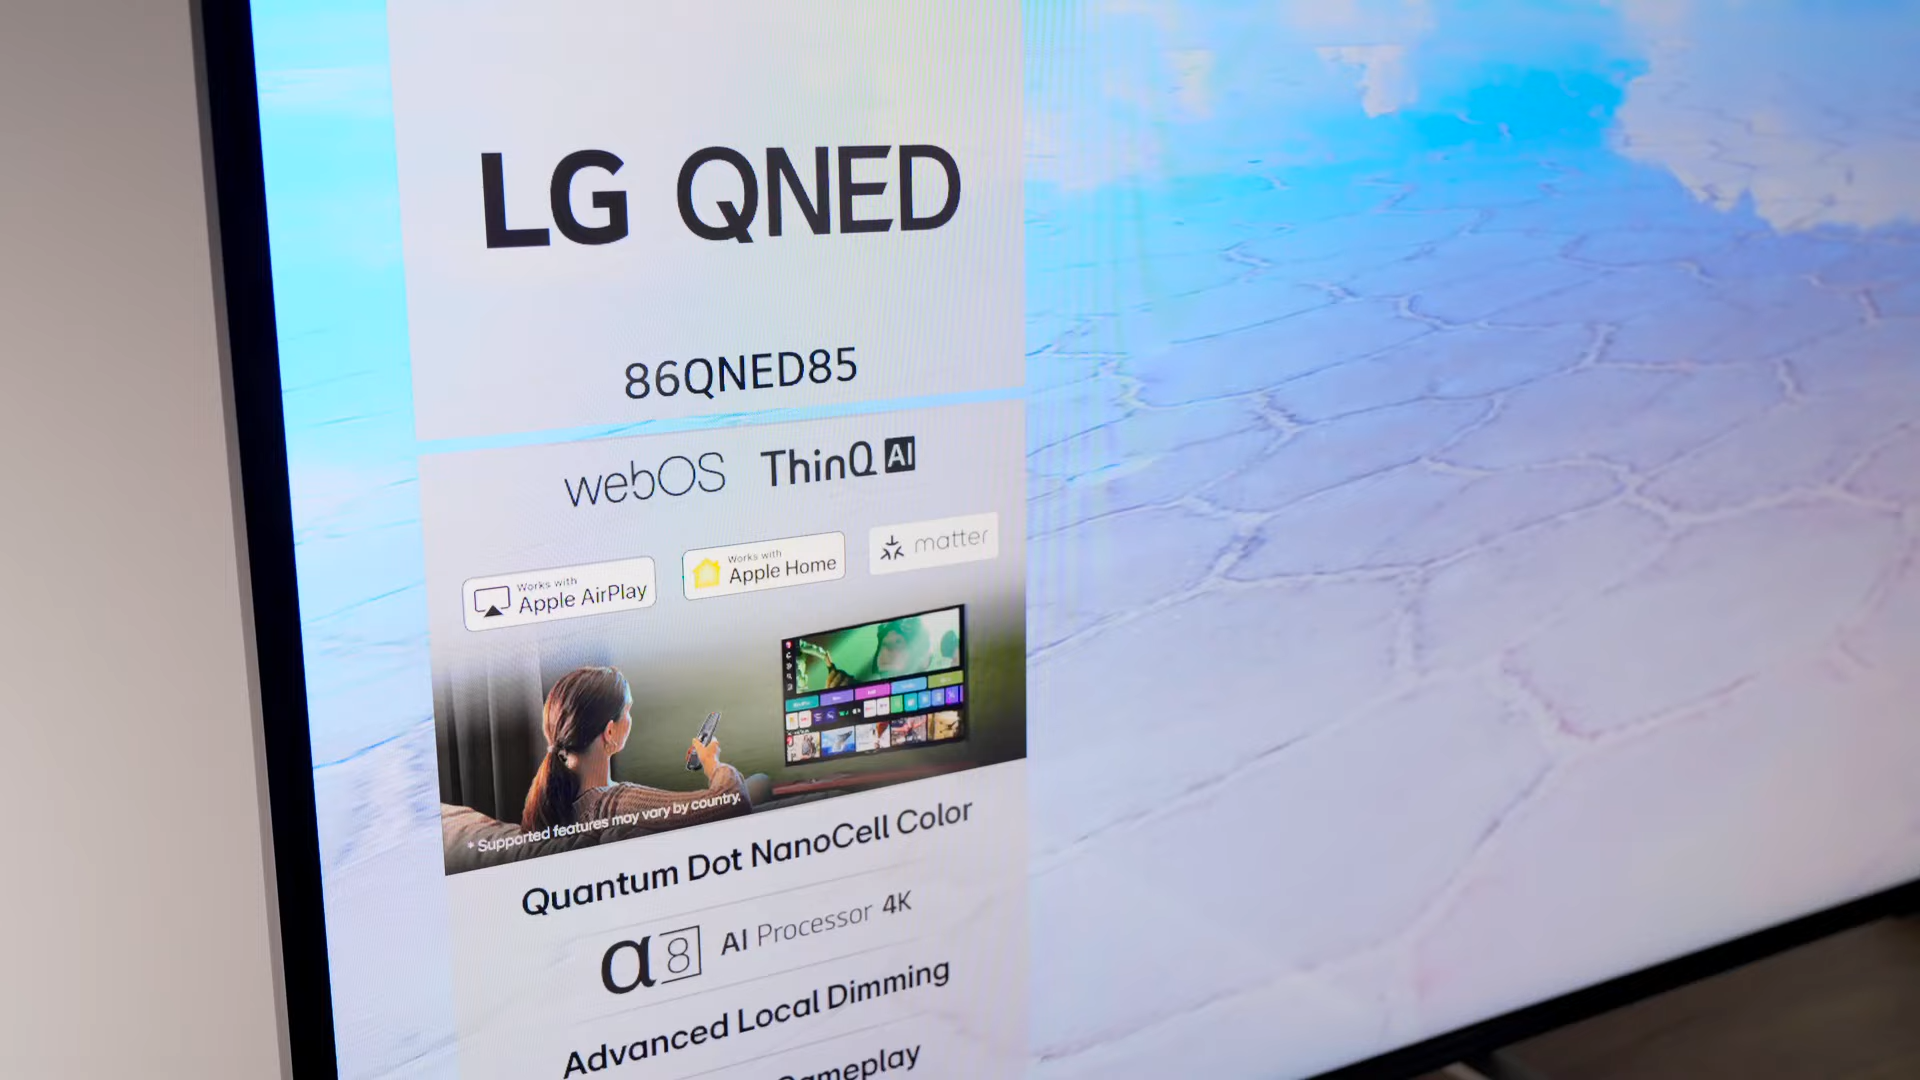 LG QNED
86QNED85
webOS ThinQ AI
Works with
Apple AirPlay
Works with
Apple Home
matter
* Supported features may vary by country.
Quantum Dot NanoCell Color
α8 AI Processor 4K
Advanced Local Dimming